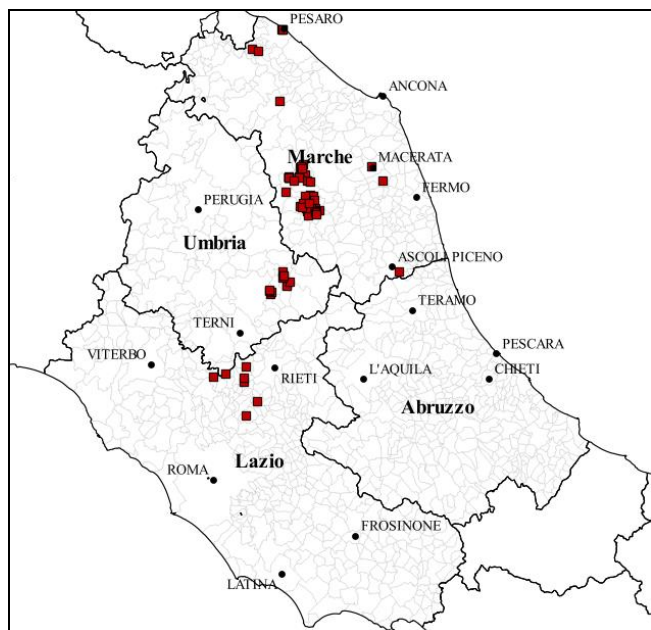 PESARO
ANCONA
Marche
MACERATA
PERUGIA
FERMO
Umbria
ASCOLI PICENO
TERAMO
TERNI
PESCARA
VITERBO
RIETI
L'AQUILA
CHIETI
Abruzzo
Lazio
ROMA
FROSINONE
LATINA